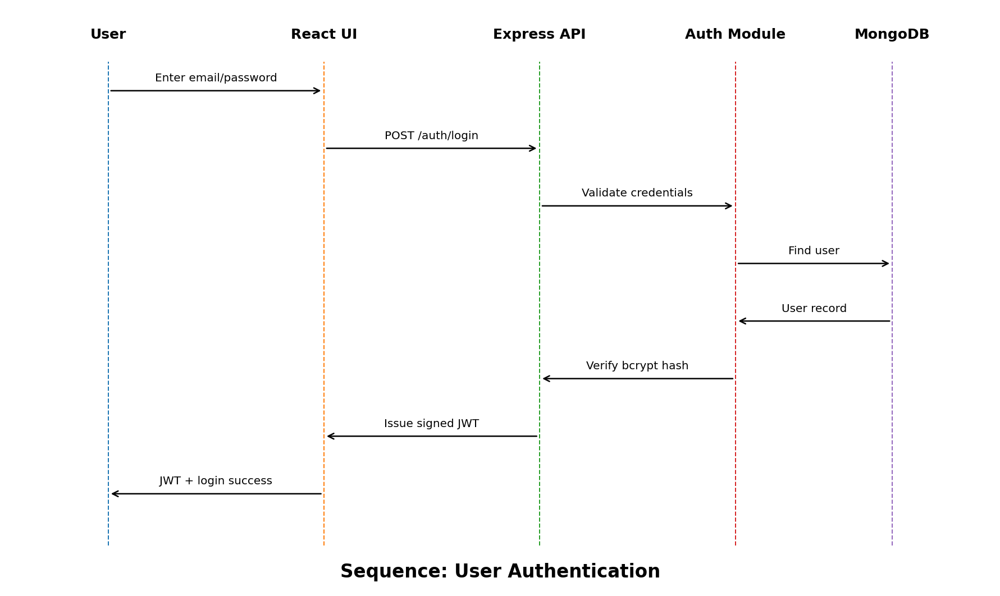 User React UI Express API Auth Module MongoDB
Enter email/password
POST /auth/login
Validate credentials
Find user
User record
Verify bcrypt hash
Issue signed JWT
JWT + login success
Sequence: User Authentication